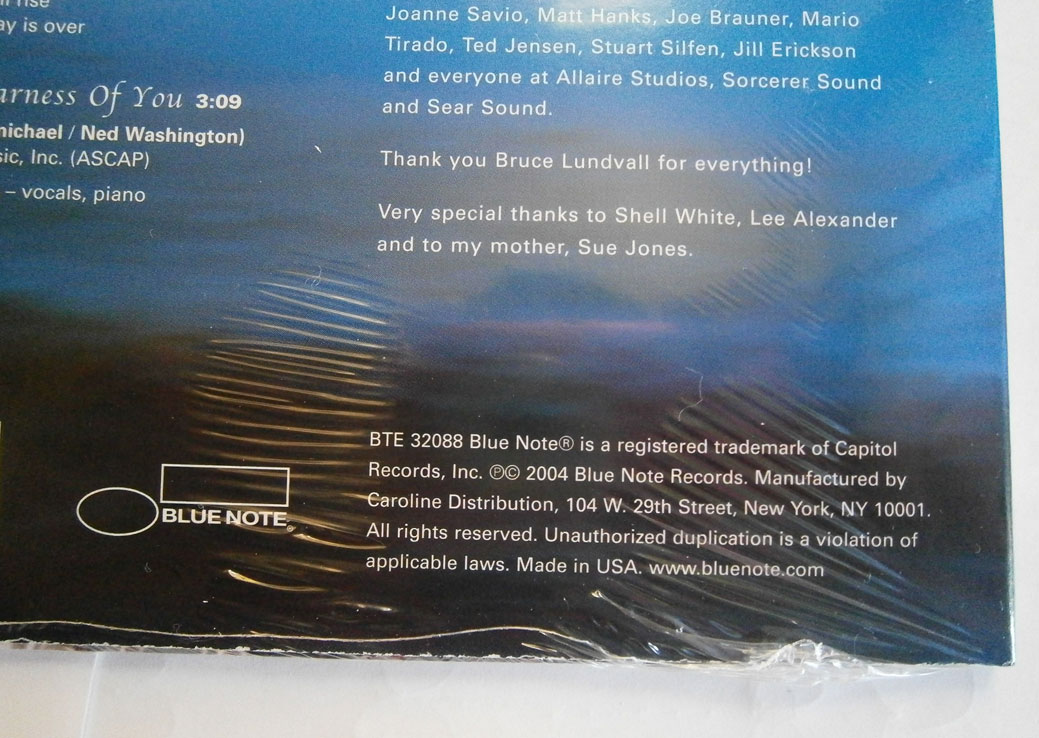 rise
ay is over
Of You 3:09
michael / Ned Washington)
sic, Inc. (ASCAP)
– vocals, piano
Joanne Savio, Matt Hanks, Joe Brauner, Mario
Tirado, Ted Jensen, Stuart Silfen, Jill Erickson
and everyone at Allaire Studios, Sorcerer Sound
and Sear Sound.
Thank you Bruce Lundvall for everything!
Very special thanks to Shell White, Lee Alexander
and to my mother, Sue Jones.
BLUE NOTE®
BTE 32088 Blue Note® is a registered trademark of Capitol
Records, Inc. ℗© 2004 Blue Note Records. Manufactured by
Caroline Distribution, 104 W. 29th Street, New York, NY 10001.
All rights reserved. Unauthorized duplication is a violation of
applicable laws. Made in USA. www.bluenote.com